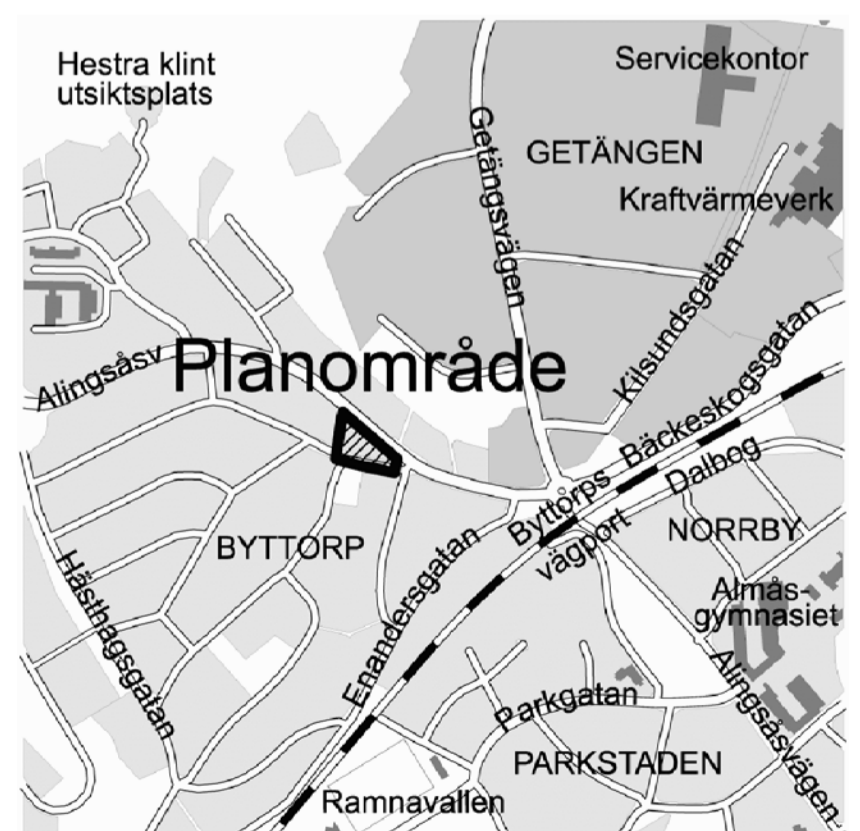 Hestra klint
utsiktsplats
Servicekontor
Getängsvägen
GETÄNGEN
Kraftvärmeverk
Kilsundsgatan
Alingsåsv
Planområde
Bäckeskogsgatan
Byttorps
vägport
Dalbog
NORRBY
BYTTORP
Hästhagsgatan
Enandersgatan
Almås-
gymnasiet
Parkgatan
Alingsåsvägen
PARKSTADEN
Ramnavallen